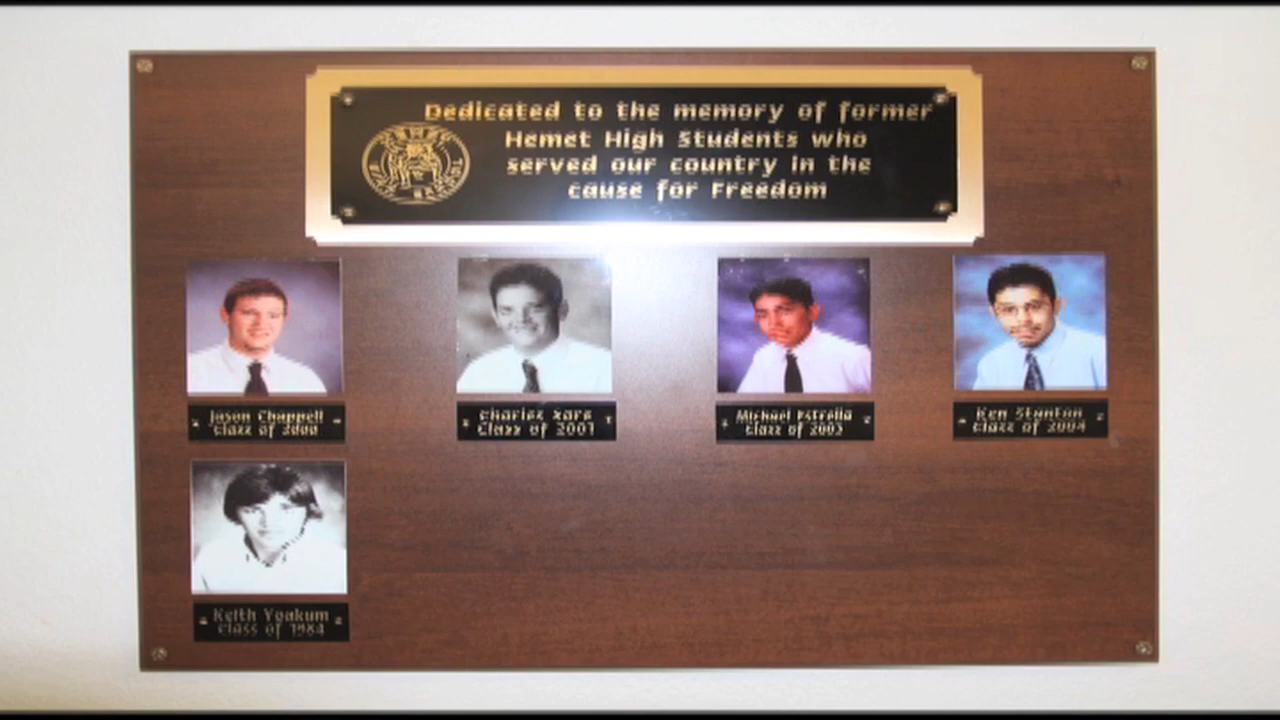 Dedicated to the memory of former
Hemet High Students who
served our country in the
cause for Freedom
Jason Chappell
Class of 2000
Charles
Class of 2001
Michael Estrella
Class of
Ken Stanton
Class of 2004
Keith Yoakum
Class of 1984